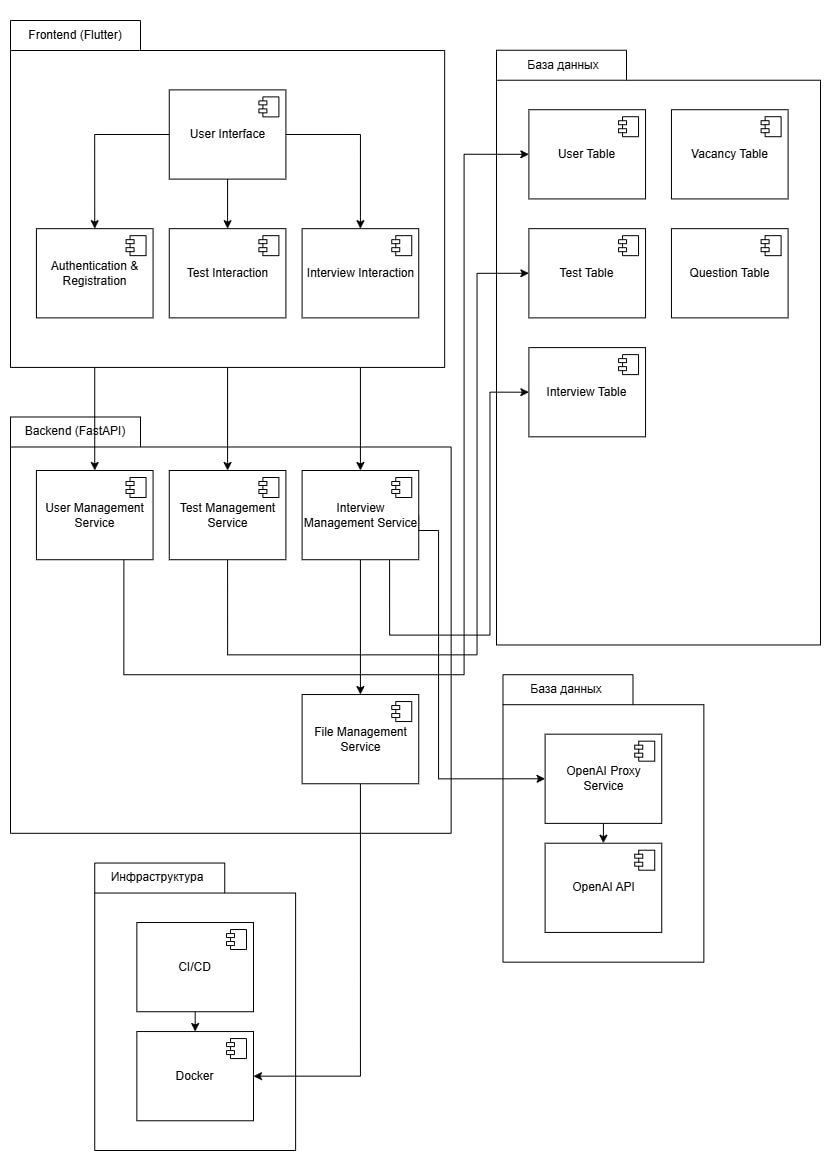 Frontend (Flutter)
User Interface
Authentication &
Registration
Test Interaction
Interview Interaction
База данных
User Table
Vacancy Table
Test Table
Question Table
Interview Table
Backend (FastAPI)
User Management
Service
Test Management
Service
Interview
Management Service
File Management
Service
База данных
OpenAI Proxy
Service
OpenAI API
Инфраструктура
CI/CD
Docker